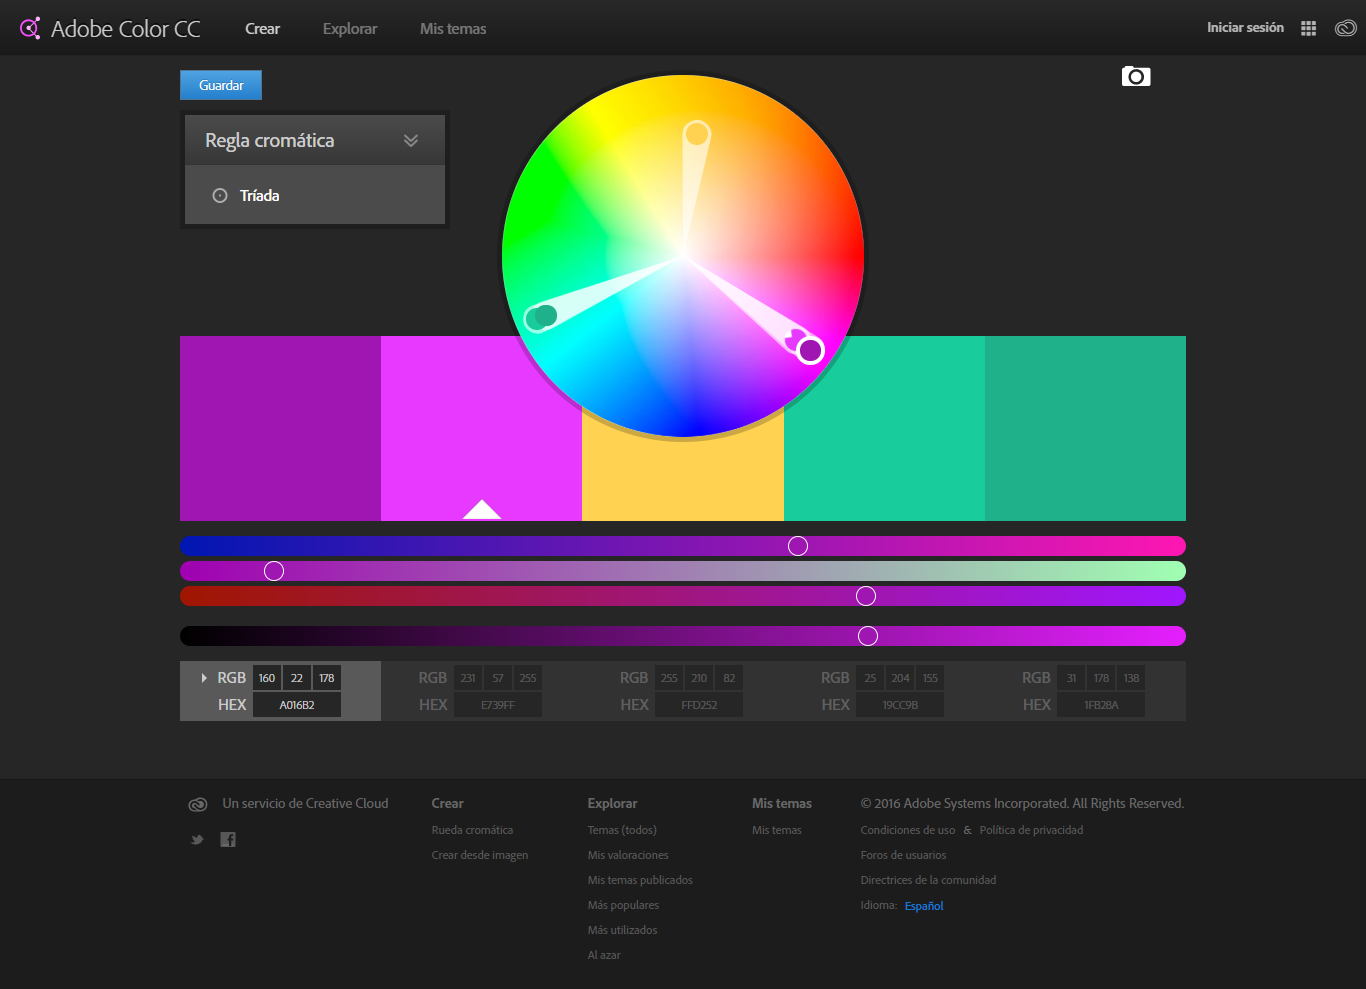 Adobe Color CC Crear Explorar Mis temas Iniciar sesión
Guardar
Regla cromática
Tríada
RGB 160 22 178 RGB 231 57 255 RGB 255 210 82 RGB 25 204 155 RGB 31 178 138
HEX A016B2 HEX E739FF HEX FFD252 HEX 19CC9B HEX 1FB28A
Un servicio de Creative Cloud
Crear
Rueda cromática
Crear desde imagen
Explorar
Temas (todos)
Mis valoraciones
Mis temas publicados
Más populares
Más utilizados
Al azar
Mis temas
Mis temas
© 2016 Adobe Systems Incorporated. All Rights Reserved.
Condiciones de uso & Política de privacidad
Foros de usuarios
Directrices de la comunidad
Idioma: Español